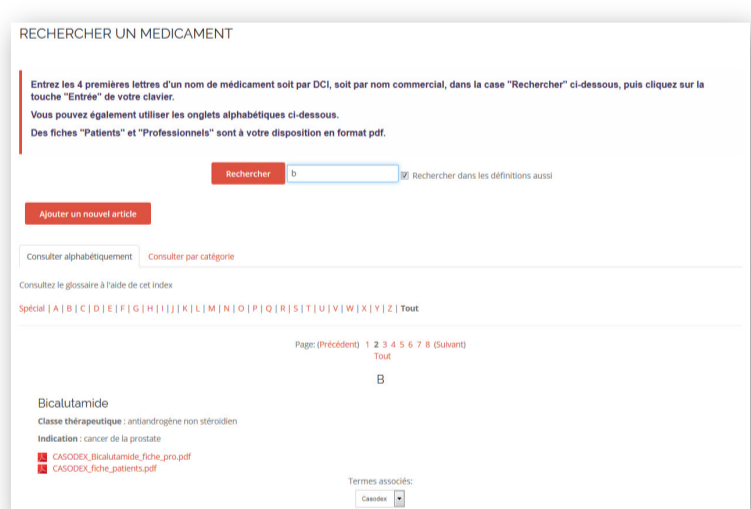 RECHERCHER UN MEDICAMENT
Entrez les 4 premières lettres d'un nom de médicament soit par DCI, soit par nom commercial, dans la case "Rechercher" ci-dessous, puis cliquez sur la
touche "Entrée" de votre clavier.
Vous pouvez également utiliser les onglets alphabétiques ci-dessous.
Des fiches "Patients" et "Professionnels" sont à votre disposition en format pdf.
Rechercher b Rechercher dans les définitions aussi
Ajouter un nouvel article
Consulter alphabétiquement Consulter par catégorie
Consultez le glossaire à l'aide de cet index
Spécial | A | B | C | D | E | F | G | H | I | J | K | L | M | N | O | P | Q | R | S | T | U | V | W | X | Y | Z | Tout
Page: (Précédent) 1 2 3 4 5 6 7 8 (Suivant)
Tout
B
Bicalutamide
Classe thérapeutique : antiandrogène non stéroidien
Indication : cancer de la prostate
CASODEX_Bicalutamide_fiche_pro.pdf
CASODEX_fiche_patients.pdf
Termes associés:
Casodex